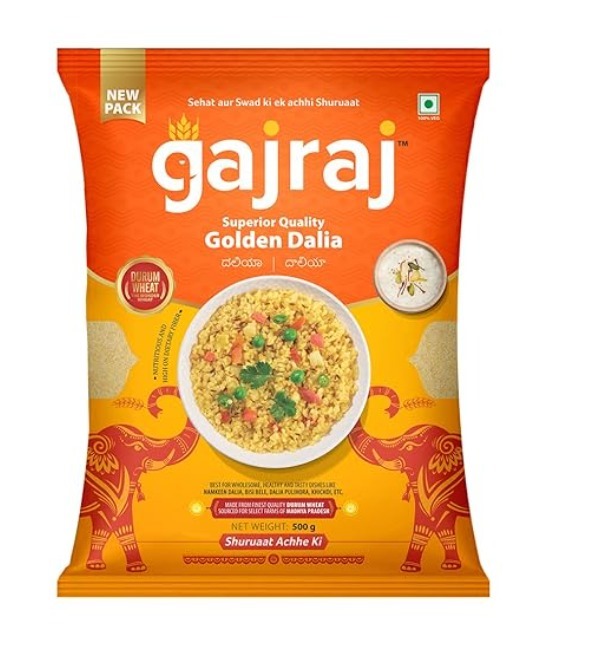 NEW
PACK
Sehat aur Swad ki ek achhi Shuruaat
100% VEG
gajraj™
Superior Quality
Golden Dalia
ದಲಿಯಾ | దాలియా
DURUM
WHEAT
• NUTRITIOUS AND
HIGH ON DIETARY FIBER •
BEST FOR WHOLESOME, HEALTHY AND TASTY DISHES LIKE
NAMKEEN DALIA, BISI BELE, DALIA PULIHORA, KHICHDI, ETC.
MADE FROM FINEST QUALITY DURUM WHEAT
SOURCED FOR SELECT FARMS OF MADHYA PRADESH
NET WEIGHT: 500 g
Shuruaat Achhe Ki